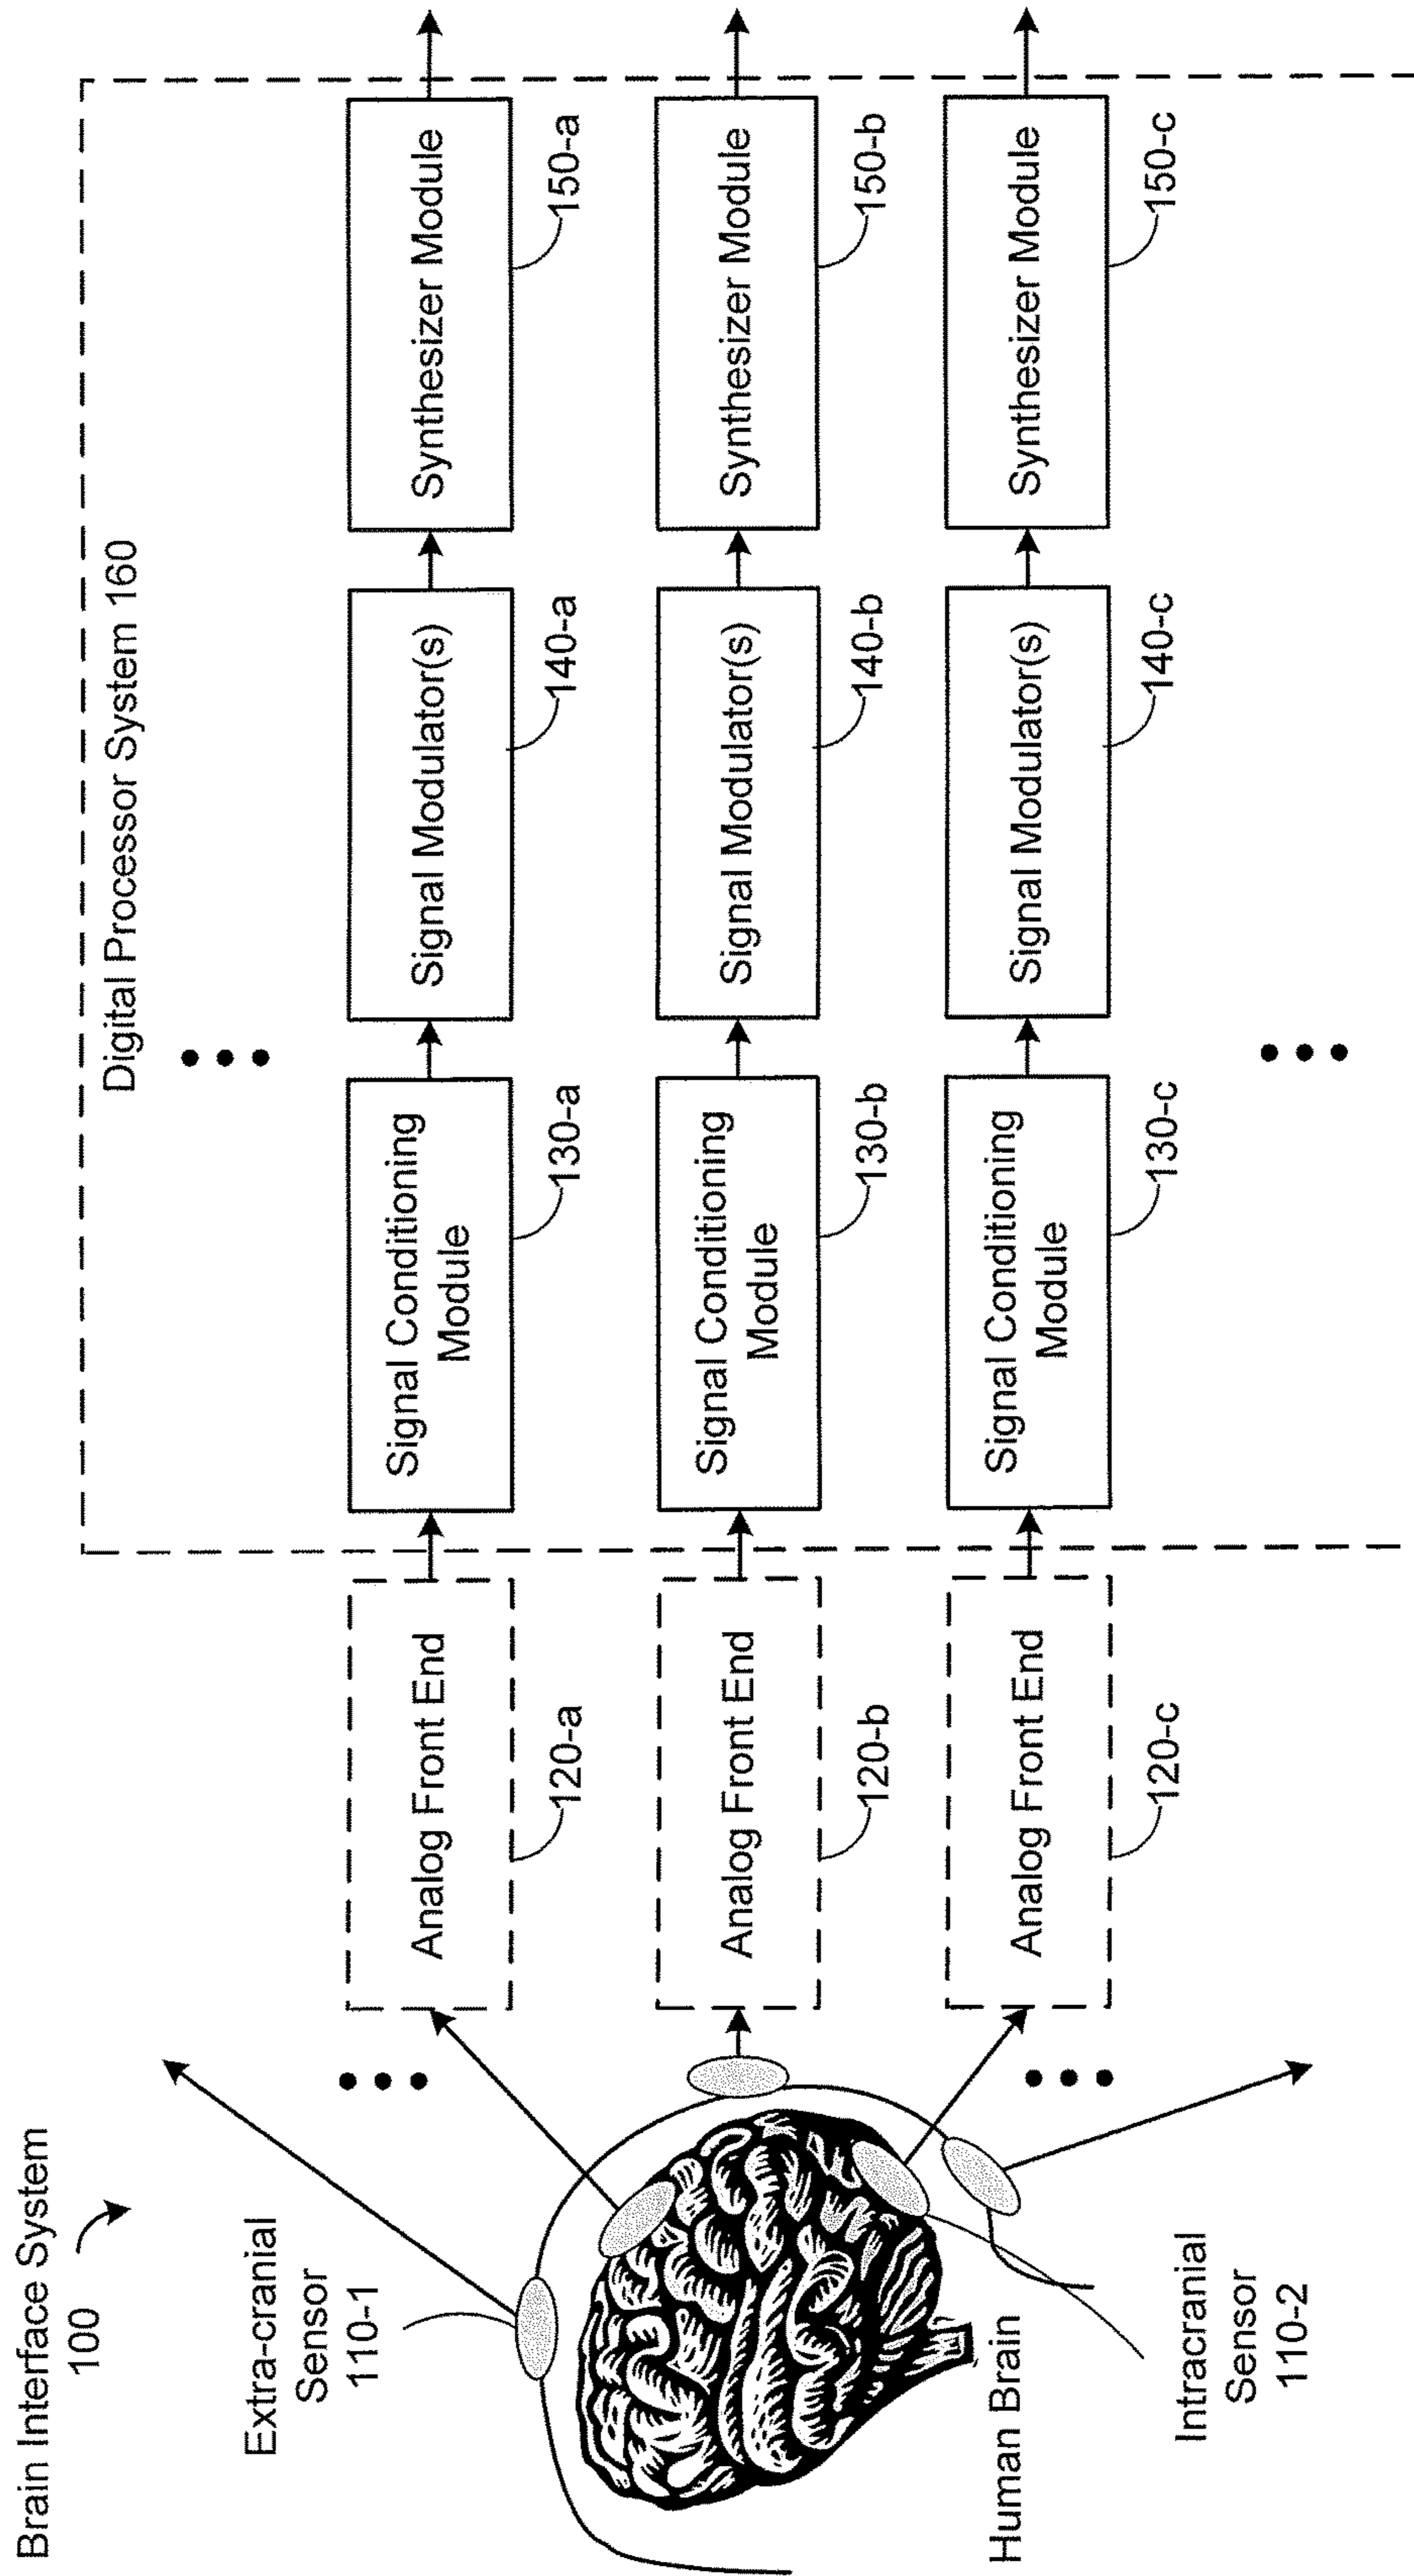 Brain Interface System
100
Digital Processor System 160
Extra-cranial
Sensor
110-1
Analog Front End
120-a
Signal Conditioning
Module
130-a
Signal Modulator(s)
140-a
Synthesizer Module
150-a
Analog Front End
120-b
Signal Conditioning
Module
130-b
Signal Modulator(s)
140-b
Synthesizer Module
150-b
Analog Front End
120-c
Signal Conditioning
Module
130-c
Signal Modulator(s)
140-c
Synthesizer Module
150-c
Human Brain
Intracranial
Sensor
110-2